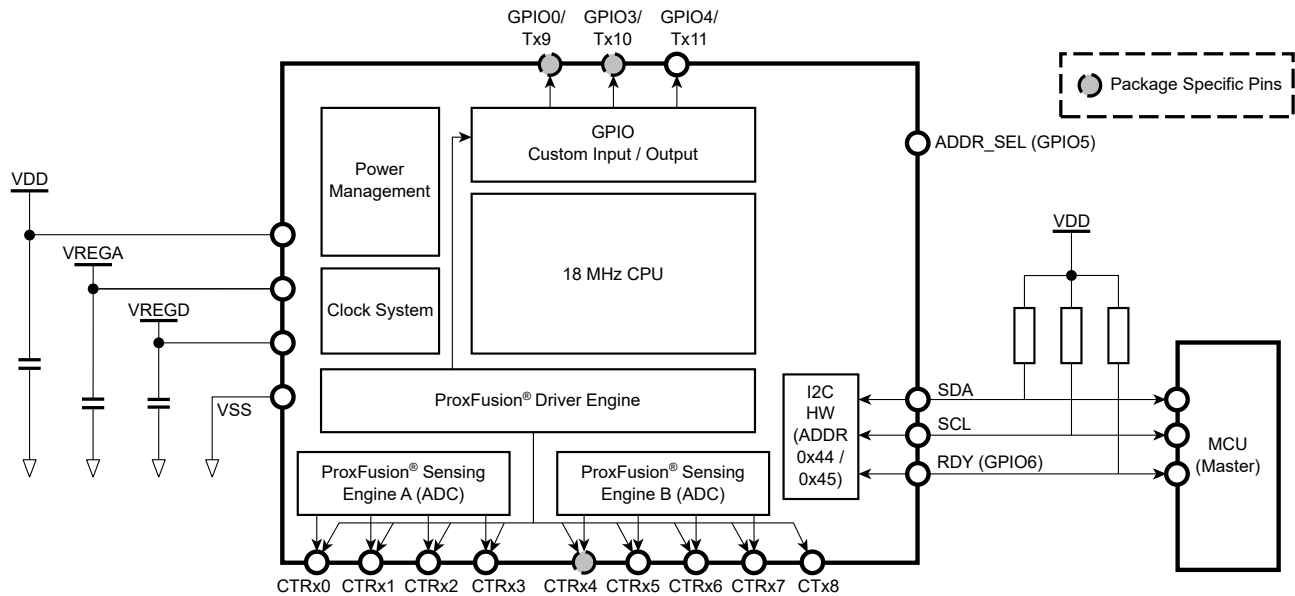 GPIO0/ GPIO3/ GPIO4/
Tx9 Tx10 Tx11
Package Specific Pins
GPIO
Custom Input / Output
ADDR_SEL (GPIO5)
Power
Management
VDD
VREGA
VREGD
VSS
18 MHz CPU
Clock System
VDD
ProxFusion® Driver Engine
I2C
HW
(ADDR
0x44 /
0x45)
SDA
SCL
RDY (GPIO6)
MCU
(Master)
ProxFusion® Sensing
Engine A (ADC)
ProxFusion® Sensing
Engine B (ADC)
CTRx0 CTRx1 CTRx2 CTRx3 CTRx4 CTRx5 CTRx6 CTRx7 CTx8